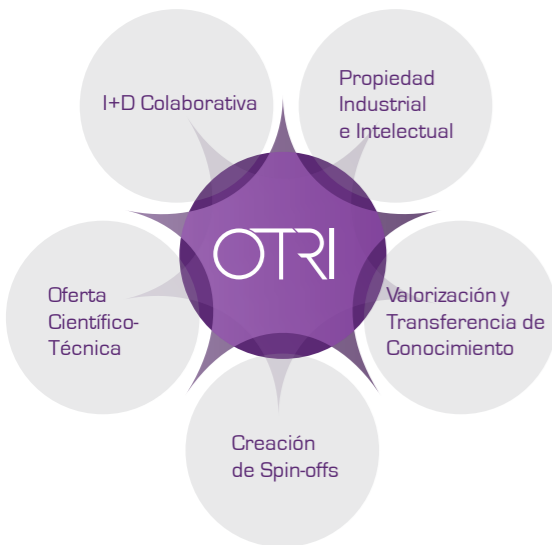 I+D Colaborativa
Propiedad
Industrial
e Intelectual
OTRI
Oferta
Científico-
Técnica
Valorización y
Transferencia de
Conocimiento
Creación
de Spin-offs